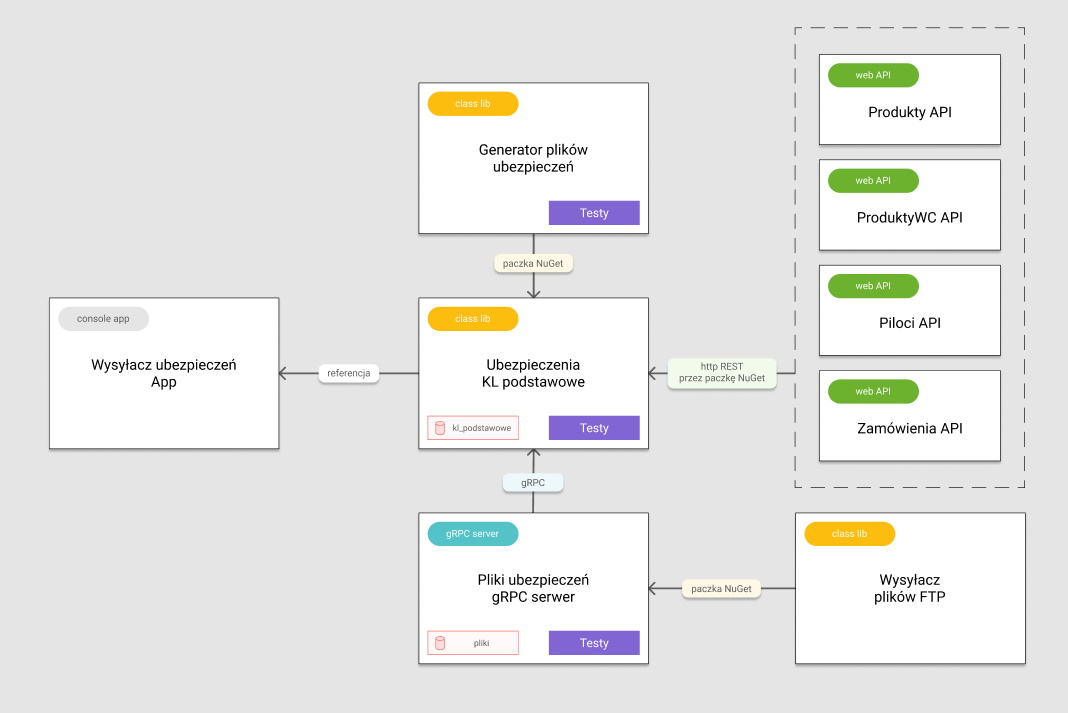 class lib
Generator plików
ubezpieczeń
Testy
paczka NuGet
console app
Wysyłacz ubezpieczeń
App
referencja
class lib
Ubezpieczenia
KL podstawowe
kl_podstawowe
Testy
http REST
przez paczkę NuGet
web API
Produkty API
web API
ProduktyWC API
web API
Piloci API
web API
Zamówienia API
gRPC
gRPC server
Pliki ubezpieczeń
gRPC serwer
pliki
Testy
paczka NuGet
class lib
Wysyłacz
plików FTP